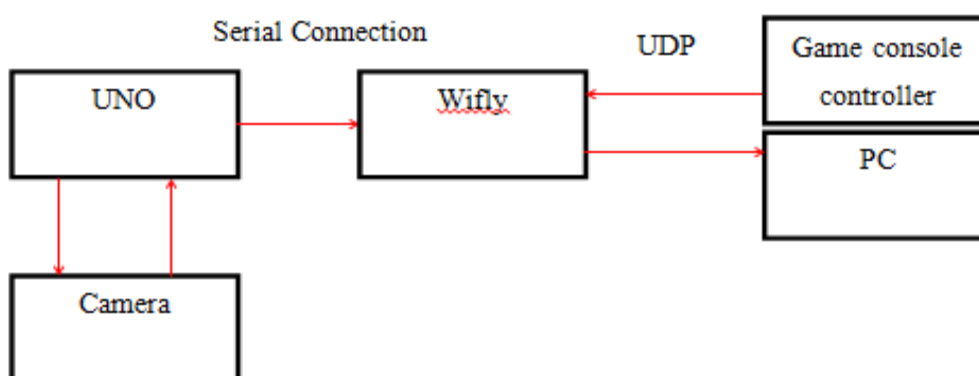 Serial Connection
UDP
Game console
controller
UNO
Wifly
PC
Camera